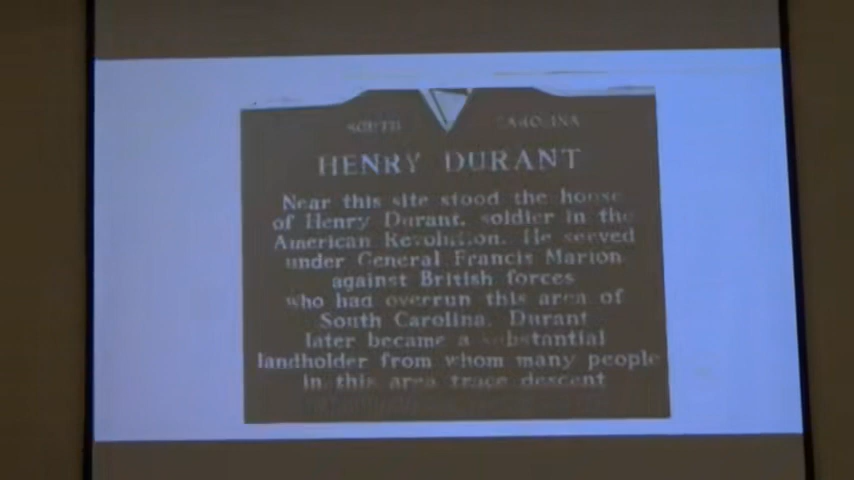 SOUTH CAROLINA
HENRY DURANT
Near this site stood the house
of Henry Durant, soldier in the
American Revolution. He served
under General Francis Marion
against British forces
who had overrun this area of
South Carolina. Durant
later became a substantial
landholder from whom many people
in this area trace descent